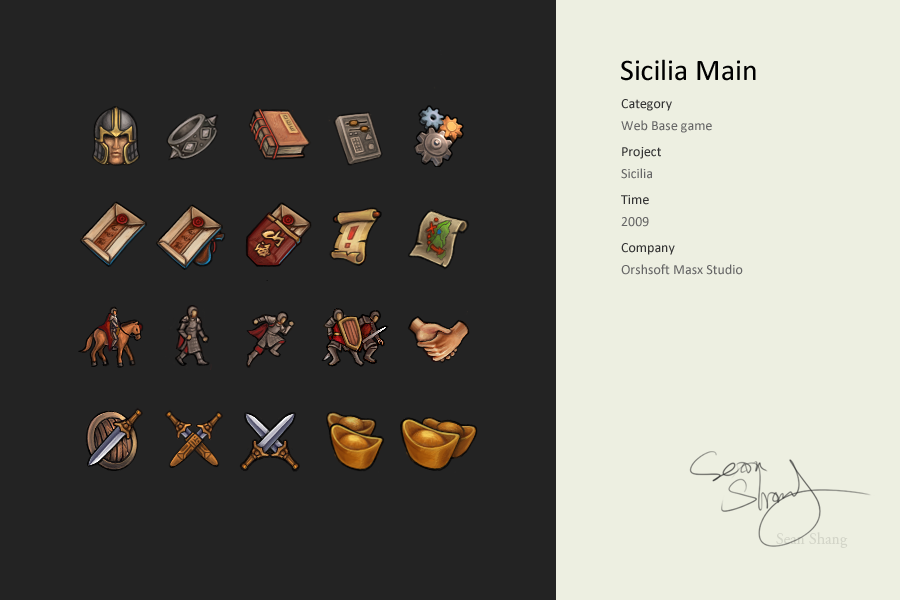 Sicilia Main
Category
Web Base game
Project
Sicilia
Time
2009
Company
Orshsoft Masx Studio
Sean
Shang
Sean Shang